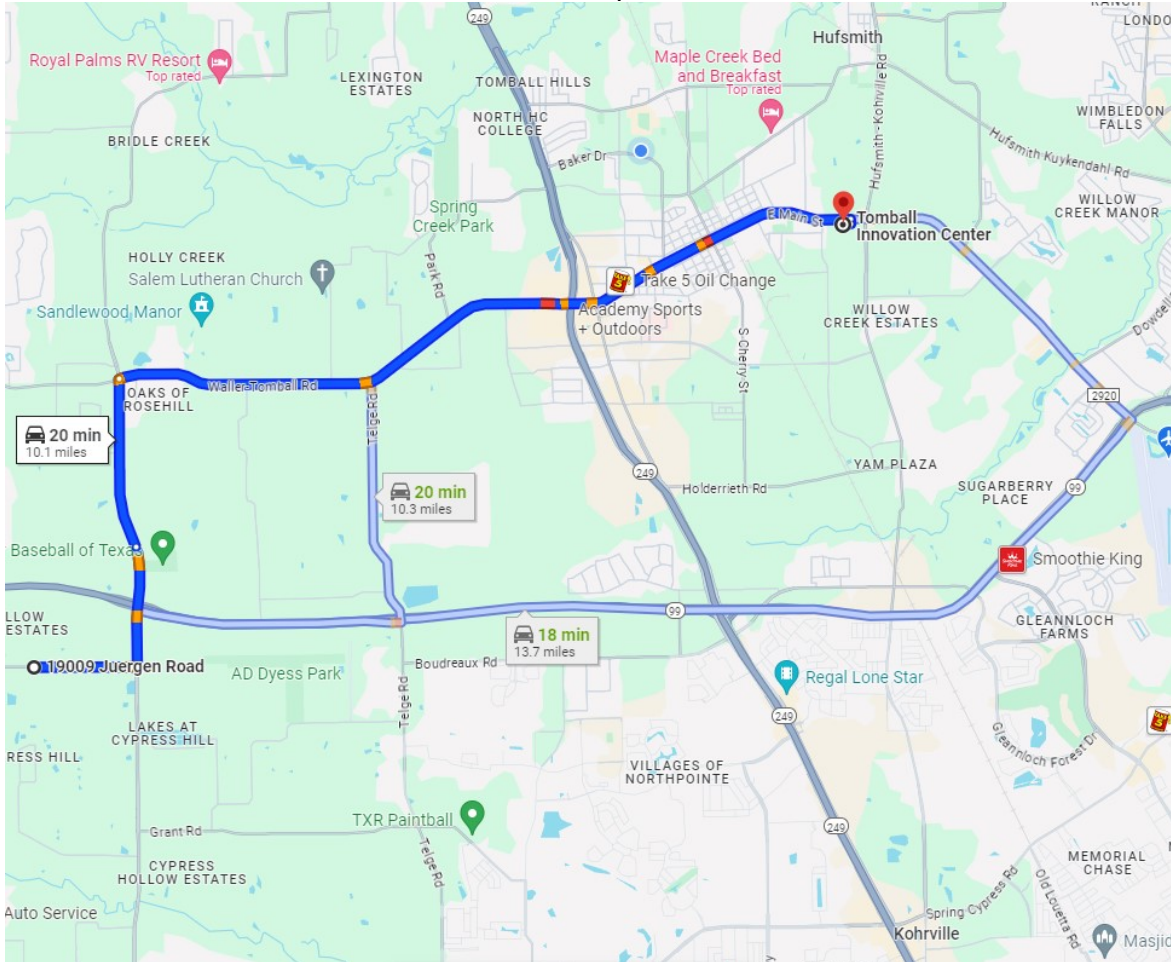 249
LONDO
Hufsmith
Royal Palms RV Resort
Top rated
LEXINGTON
ESTATES
TOMBALL HILLS
Maple Creek Bed
and Breakfast
Top rated
Hufsmith - Kohrville Rd
WIMBLEDON
FALLS
NORTH HC
COLLEGE
BRIDLE CREEK
Baker Dr
Hufsmith Kuykendahl Rd
WILLOW
CREEK MANOR
Spring
Creek Park
E Main St
Tomball
Innovation Center
HOLLY CREEK
Salem Lutheran Church
Park Rd
TAKE 5
Take 5 Oil Change
Sandlewood Manor
Academy Sports
+ Outdoors
WILLOW
CREEK ESTATES
S Cherry St
Waller Tomball Rd
OAKS OF
ROSEHILL
Telge Rd
2920
20 min
10.1 miles
249
YAM PLAZA
20 min
10.3 miles
Holderrieth Rd
SUGARBERRY
PLACE
99
Baseball of Texas
SMOOTHIE KING
Smoothie King
LLOW
ESTATES
99
GLEANNLOCH
FARMS
18 min
13.7 miles
19009 Juergen Road
AD Dyess Park
Boudreaux Rd
Regal Lone Star
Telge Rd
249
LAKES AT
CYPRESS HILL
RESS HILL
VILLAGES OF
NORTHPOINTE
Gleannloch Forest Dr
TXR Paintball
Grant Rd
249
Telge Rd
CYPRESS
HOLLOW ESTATES
MEMORIAL
CHASE
Auto Service
Spring Cypress Rd
Old Louetta Rd
Kohrville
Masjid